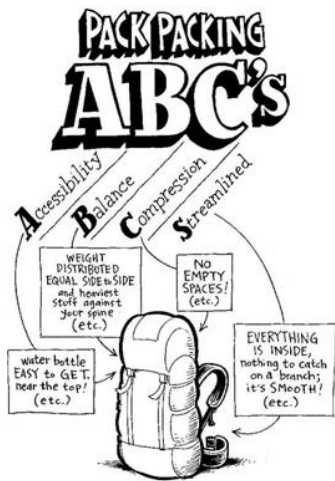 PACK PACKING
ABC's
Accessibility
Balance
Compression
Streamlined
WEIGHT
DISTRIBUTED
EQUAL SIDE to SIDE
and heaviest
stuff against
your spine
(etc.)
NO
EMPTY
SPACES!
(etc.)
water bottle
EASY to GET,
near the top!
(etc.)
EVERYTHING
IS INSIDE,
nothing to catch
on a branch;
it's SMOOTH!
(etc.)